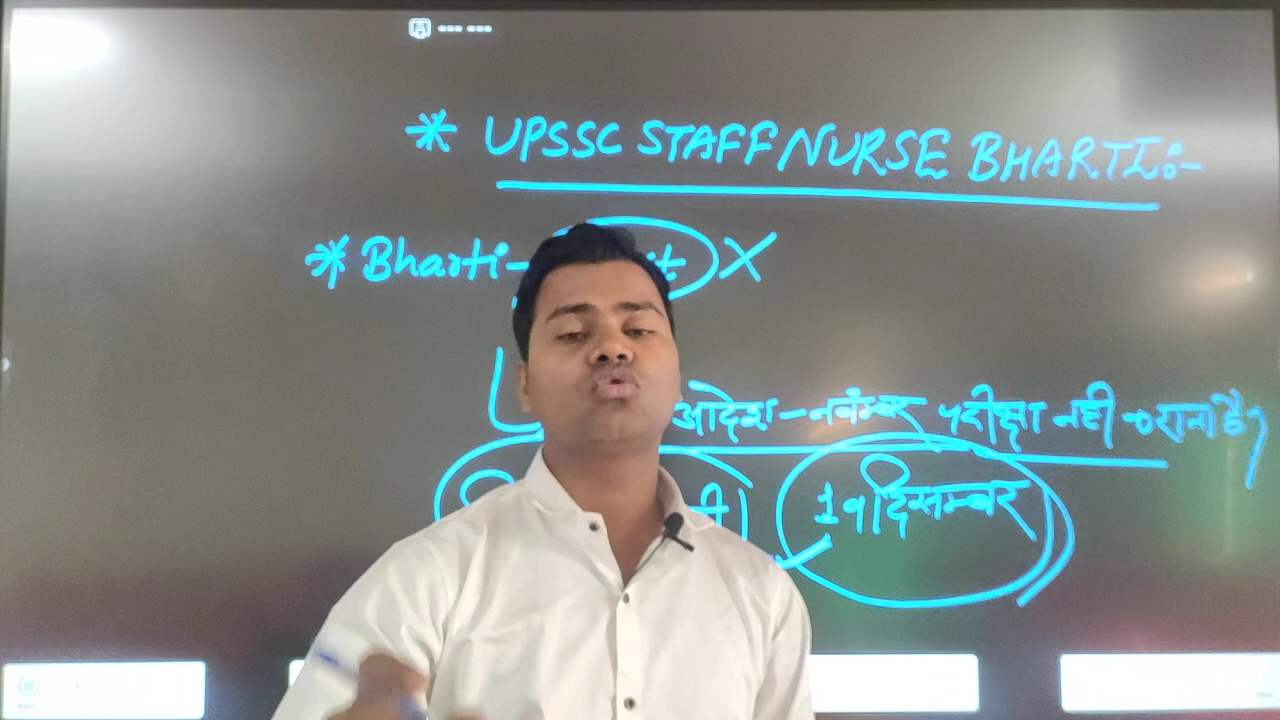 * UPSSC STAFF NURSE BHARTI:-
* Bharti- X
आदेश - नवंम्बर परीक्षा नही कराना है,
19 दिसम्बर